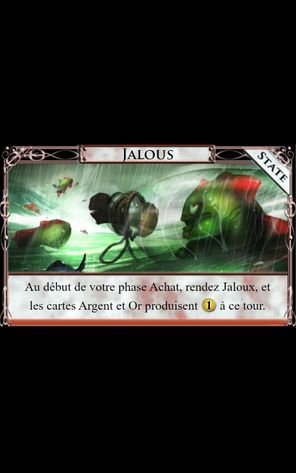 JALOUS
STATE
Au début de votre phase Achat, rendez Jaloux, et
les cartes Argent et Or produisent 1 à ce tour.